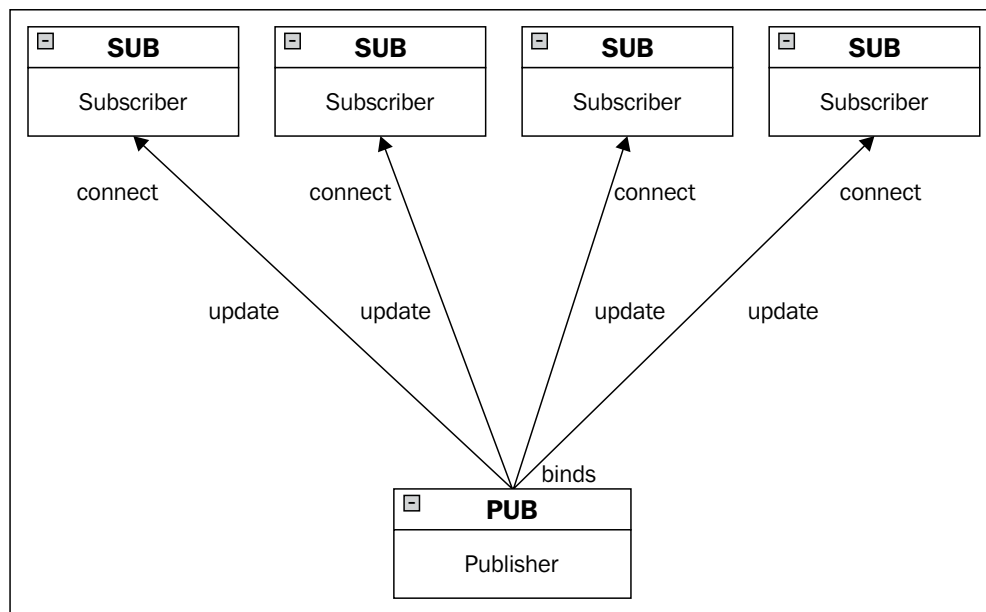 SUB SUB SUB SUB
Subscriber Subscriber Subscriber Subscriber
connect connect connect connect
update update update update
binds
PUB
Publisher